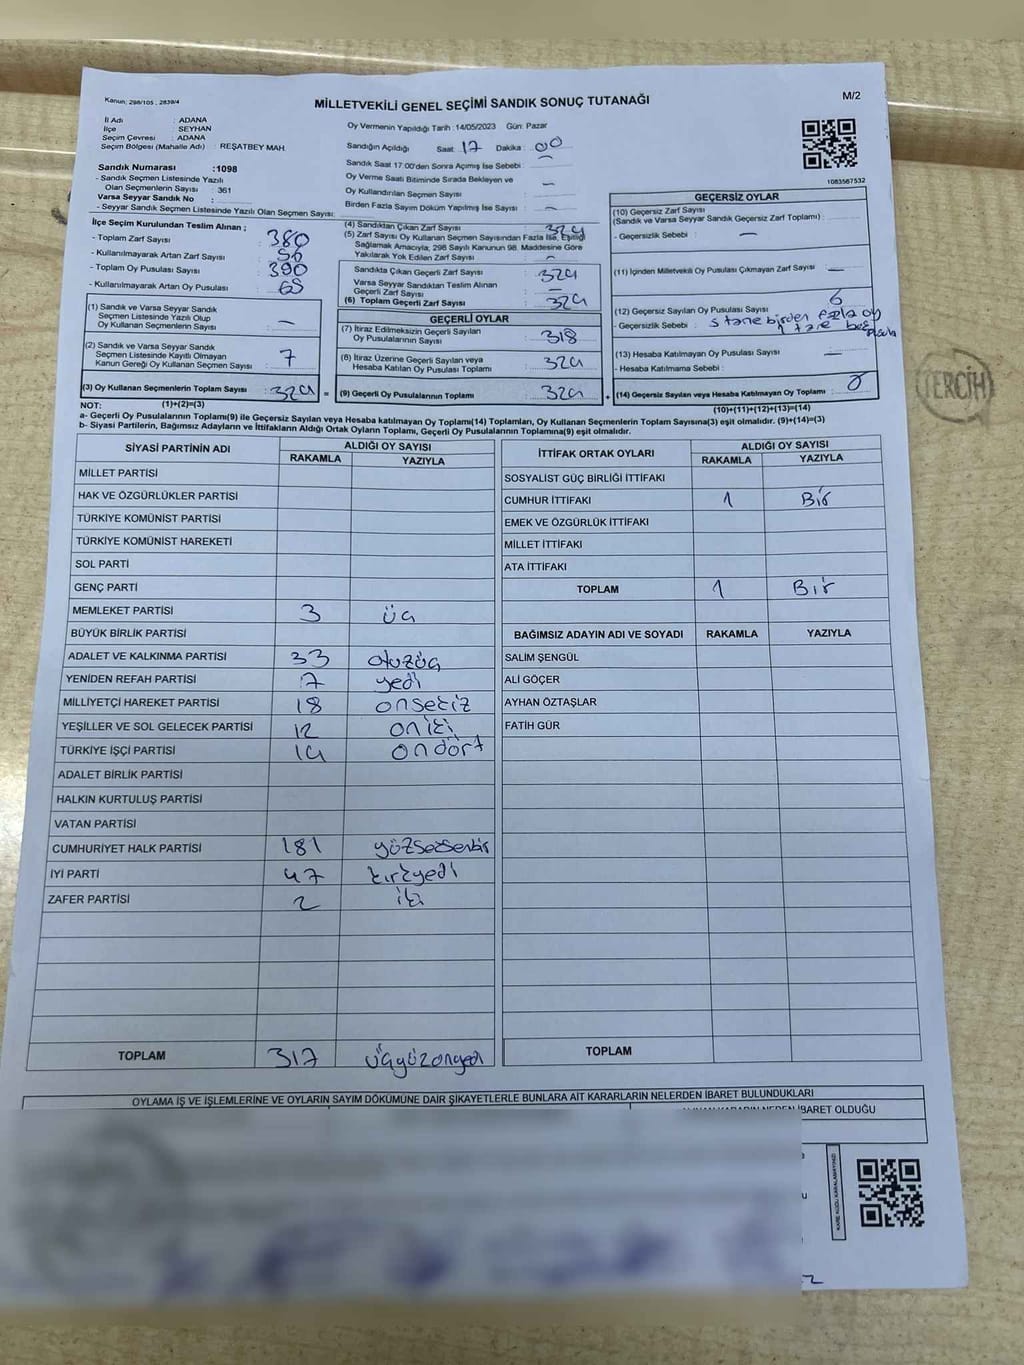 Kanun: 298/105 , 2839/4
MİLLETVEKİLİ GENEL SEÇİMİ SANDIK SONUÇ TUTANAĞI
M/2
İl Adı : ADANA
İlçe : SEYHAN
Seçim Çevresi : ADANA
Seçim Bölgesi (Mahalle Adı) : REŞATBEY MAH.
Oy Vermenin Yapıldığı Tarih :14/05/2023 Gün: Pazar
Sandığın Açıldığı Saat: 17 Dakika : 00
Sandık Saat 17:00'den Sonra Açımış İse Sebebi : –
Oy Verme Saati Bitiminde Sırada Bekleyen ve
Oy Kullandırılan Seçmen Sayısı : –
Birden Fazla Sayım Döküm Yapılmış İse Sayısı : –
1083567532
Sandık Numarası :1098
- Sandık Seçmen Listesinde Yazılı
Olan Seçmenlerin Sayısı : 361
Varsa Seyyar Sandık No :
- Seyyar Sandık Seçmen Listesinde Yazılı Olan Seçmen Sayısı:
İlçe Seçim Kurulundan Teslim Alınan ;
- Toplam Zarf Sayısı : 380
- Kullanılmayarak Artan Zarf Sayısı : 56
- Toplam Oy Pusulası Sayısı : 390
- Kullanılmayarak Artan Oy Pusulası : 65
(1) Sandık ve Varsa Seyyar Sandık
Seçmen Listesinde Yazılı Olup
Oy Kullanan Seçmenlerin Sayısı : –
(2) Sandık ve Varsa Seyyar Sandık
Seçmen Listesinde Kayıtlı Olmayan
Kanun Gereği Oy Kullanan Seçmen Sayısı : 7
(3) Oy Kullanan Seçmenlerin Toplam Sayısı : 324
(1)+(2)=(3)
(4) Sandıktan Çıkan Zarf Sayısı : 324
(5) Zarf Sayısı Oy Kullanan Seçmen Sayısından Fazla İse, Eşitliği
Sağlamak Amacıyla, 298 Sayılı Kanunun 98. Maddesine Göre
Yakılarak Yok Edilen Zarf Sayısı : –
Sandıkta Çıkan Geçerli Zarf Sayısı : 324
Varsa Seyyar Sandıktan Teslim Alınan
Geçerli Zarf Sayısı : –
(6) Toplam Geçerli Zarf Sayısı : 324
GEÇERLİ OYLAR
(7) İtiraz Edilmeksizin Geçerli Sayılan
Oy Pusulalarının Sayısı : 318
(8) İtiraz Üzerine Geçerli Sayılan veya
Hesaba Katılan Oy Pusulası Toplamı : 324
= (9) Geçerli Oy Pusulalarının Toplamı : 324
GEÇERSİZ OYLAR
(10) Geçersiz Zarf Sayısı
(Sandık ve Varsa Seyyar Sandık Geçersiz Zarf Toplamı) :
- Geçersizlik Sebebi : –
(11) İçinden Milletvekili Oy Pusulası Çıkmayan Zarf Sayısı : –
(12) Geçersiz Sayılan Oy Pusulası Sayısı : 6
- Geçersizlik Sebebi : 5 tane birden fazla oy
1 tane boş
(13) Hesaba Katılmayan Oy Pusulası Sayısı : –
- Hesaba Katılmama Sebebi :
+ (14) Geçersiz Sayılan veya Hesaba Katılmayan Oy Toplamı :
(10)+(11)+(12)+(13)=(14)
TERCİH
NOT:
a- Geçerli Oy Pusulalarının Toplamı(9) ile Geçersiz Sayılan veya Hesaba katılmayan Oy Toplamı(14) Toplamları, Oy Kullanan Seçmenlerin Toplam Sayısına(3) eşit olmalıdır. (9)+(14)=(3)
b- Siyasi Partilerin, Bağımsız Adayların ve İttifakların Aldığı Oyların Toplamı, Geçerli Oy Pusulalarının Toplamına(9) eşit olmalıdır.
SİYASİ PARTİNİN ADI ALDIĞI OY SAYISI
RAKAMLA YAZIYLA
MİLLET PARTİSİ
HAK VE ÖZGÜRLÜKLER PARTİSİ
TÜRKİYE KOMÜNİST PARTİSİ
TÜRKİYE KOMÜNİST HAREKETİ
SOL PARTİ
GENÇ PARTİ
MEMLEKET PARTİSİ 3 üç
BÜYÜK BİRLİK PARTİSİ
ADALET VE KALKINMA PARTİSİ 33 otuzüç
YENİDEN REFAH PARTİSİ 7 yedi
MİLLİYETÇİ HAREKET PARTİSİ 18 onsekiz
YEŞİLLER VE SOL GELECEK PARTİSİ 12 oniki
TÜRKİYE İŞÇİ PARTİSİ 14 ondört
ADALET BİRLİK PARTİSİ
HALKIN KURTULUŞ PARTİSİ
VATAN PARTİSİ
CUMHURİYET HALK PARTİSİ 181 yüzseksenbir
İYİ PARTİ 47 kırkyedi
ZAFER PARTİSİ 2 iki
TOPLAM 317 üçyüzonyedi
İTTİFAK ORTAK OYLARI ALDIĞI OY SAYISI
RAKAMLA YAZIYLA
SOSYALİST GÜÇ BİRLİĞİ İTTİFAKI
CUMHUR İTTİFAKI 1 Bir
EMEK VE ÖZGÜRLÜK İTTİFAKI
MİLLET İTTİFAKI
ATA İTTİFAKI
TOPLAM 1 Bir
BAĞIMSIZ ADAYIN ADI VE SOYADI RAKAMLA YAZIYLA
SALİM ŞENGÜL
ALİ GÖÇER
AYHAN ÖZTAŞLAR
FATİH GÜR
TOPLAM
OYLAMA İŞ VE İŞLEMLERİNE VE OYLARIN SAYIM DÖKÜMÜNE DAİR ŞİKAYETLERLE BUNLARA AİT KARARLARIN NELERDEN İBARET BULUNDUKLARI
İBARET OLDUĞU
KARE KODU KARALAMAYINIZ!